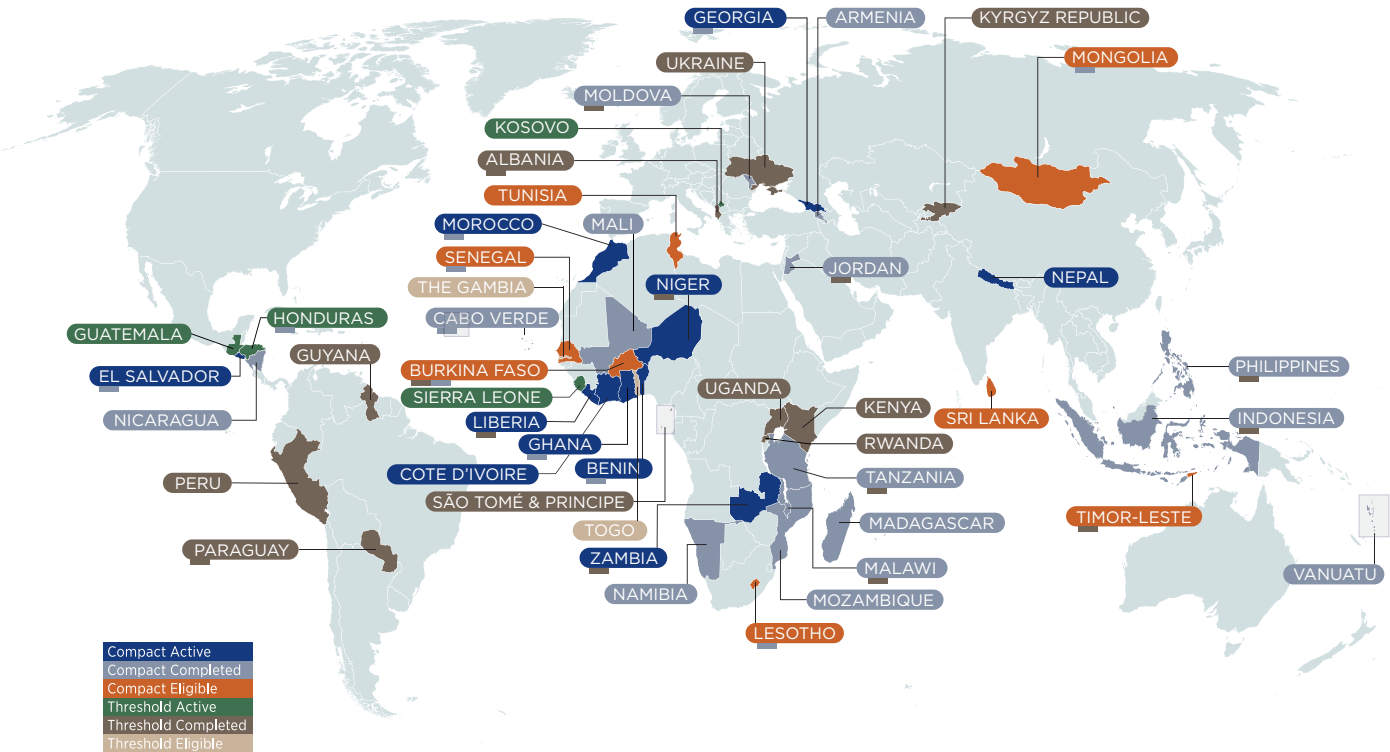 GEORGIA
ARMENIA
KYRGYZ REPUBLIC
MONGOLIA
UKRAINE
MOLDOVA
KOSOVO
ALBANIA
TUNISIA
MOROCCO
MALI
SENEGAL
JORDAN
NEPAL
THE GAMBIA
NIGER
CABO VERDE
HONDURAS
GUATEMALA
GUYANA
EL SALVADOR
BURKINA FASO
PHILIPPINES
NICARAGUA
SIERRA LEONE
UGANDA
KENYA
SRI LANKA
INDONESIA
LIBERIA
GHANA
RWANDA
COTE D'IVOIRE
BENIN
TANZANIA
PERU
SÃO TOMÉ & PRINCIPE
TIMOR-LESTE
TOGO
MADAGASCAR
PARAGUAY
ZAMBIA
MALAWI
VANUATU
NAMIBIA
MOZAMBIQUE
LESOTHO
Compact Active
Compact Completed
Compact Eligible
Threshold Active
Threshold Completed
Threshold Eligible